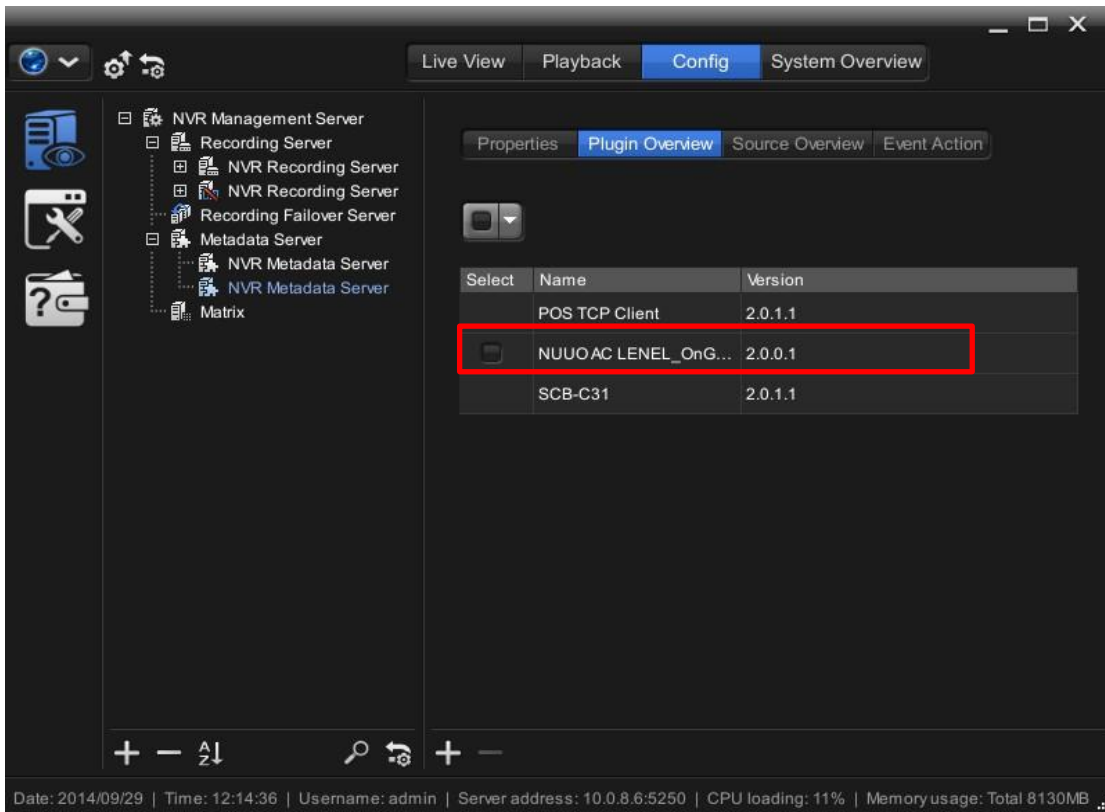 Live View Playback Config System Overview
NVR Management Server
Recording Server
NVR Recording Server
NVR Recording Server
Recording Failover Server
Metadata Server
NVR Metadata Server
NVR Metadata Server
Matrix
Properties Plugin Overview Source Overview Event Action
Select Name Version
POS TCP Client 2.0.1.1
NUUO AC LENEL_OnG... 2.0.0.1
SCB-C31 2.0.1.1
Date: 2014/09/29 | Time: 12:14:36 | Username: admin | Server address: 10.0.8.6:5250 | CPU loading: 11% | Memory usage: Total 8130MB